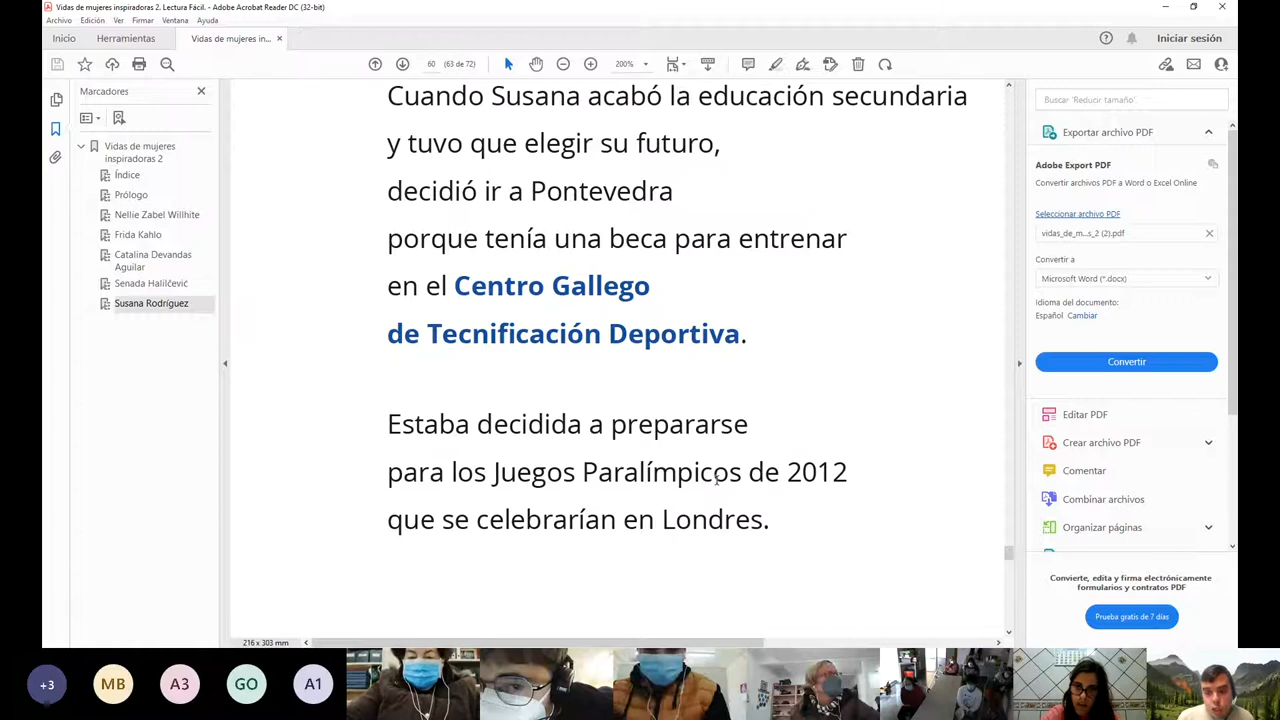 Vidas de mujeres inspiradoras 2. Lectura Fácil. - Adobe Acrobat Reader DC (32-bit)
Archivo Edición Ver Firmar Ventana Ayuda
Inicio Herramientas Vidas de mujeres in... × Iniciar sesión
60 (63 de 72) 200%
Marcadores
Vidas de mujeres
inspiradoras 2
Índice
Prólogo
Nellie Zabel Willhite
Frida Kahlo
Catalina Devandas
Aguilar
Senada Halilčević
Susana Rodríguez
Cuando Susana acabó la educación secundaria
y tuvo que elegir su futuro,
decidió ir a Pontevedra
porque tenía una beca para entrenar
en el Centro Gallego
de Tecnificación Deportiva.
Estaba decidida a prepararse
para los Juegos Paralímpicos de 2012
que se celebrarían en Londres.
216 x 303 mm
Buscar 'Reducir tamaño'
Exportar archivo PDF
Adobe Export PDF
Convertir archivos PDF a Word o Excel Online
Seleccionar archivo PDF
vidas_de_m...s_2 (2).pdf
Convertir a
Microsoft Word (*.docx)
Idioma del documento:
Español Cambiar
Convertir
Editar PDF
Crear archivo PDF
Comentar
Combinar archivos
Organizar páginas
Convierte, edita y firma electrónicamente
formularios y contratos PDF
Prueba gratis de 7 días
+3 MB A3 GO A1